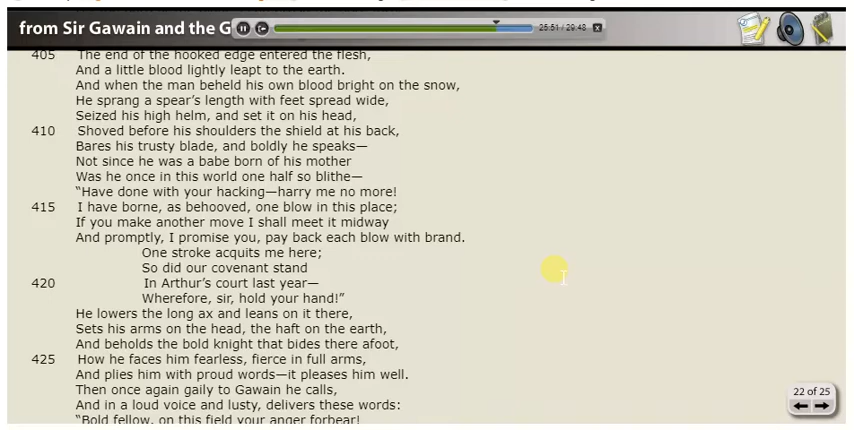 from Sir Gawain and the G
25:51 / 29:48
405 The end of the hooked edge entered the flesh,
And a little blood lightly leapt to the earth.
And when the man beheld his own blood bright on the snow,
He sprang a spear's length with feet spread wide,
Seized his high helm, and set it on his head,
410 Shoved before his shoulders the shield at his back,
Bares his trusty blade, and boldly he speaks—
Not since he was a babe born of his mother
Was he once in this world one half so blithe—
"Have done with your hacking—harry me no more!
415 I have borne, as behooved, one blow in this place;
If you make another move I shall meet it midway
And promptly, I promise you, pay back each blow with brand.
One stroke acquits me here;
So did our covenant stand
420 In Arthur's court last year—
Wherefore, sir, hold your hand!"
He lowers the long ax and leans on it there,
Sets his arms on the head, the haft on the earth,
And beholds the bold knight that bides there afoot,
425 How he faces him fearless, fierce in full arms,
And plies him with proud words—it pleases him well.
Then once again gaily to Gawain he calls,
And in a loud voice and lusty, delivers these words:
"Bold fellow, on this field your anger forbear!
22 of 25